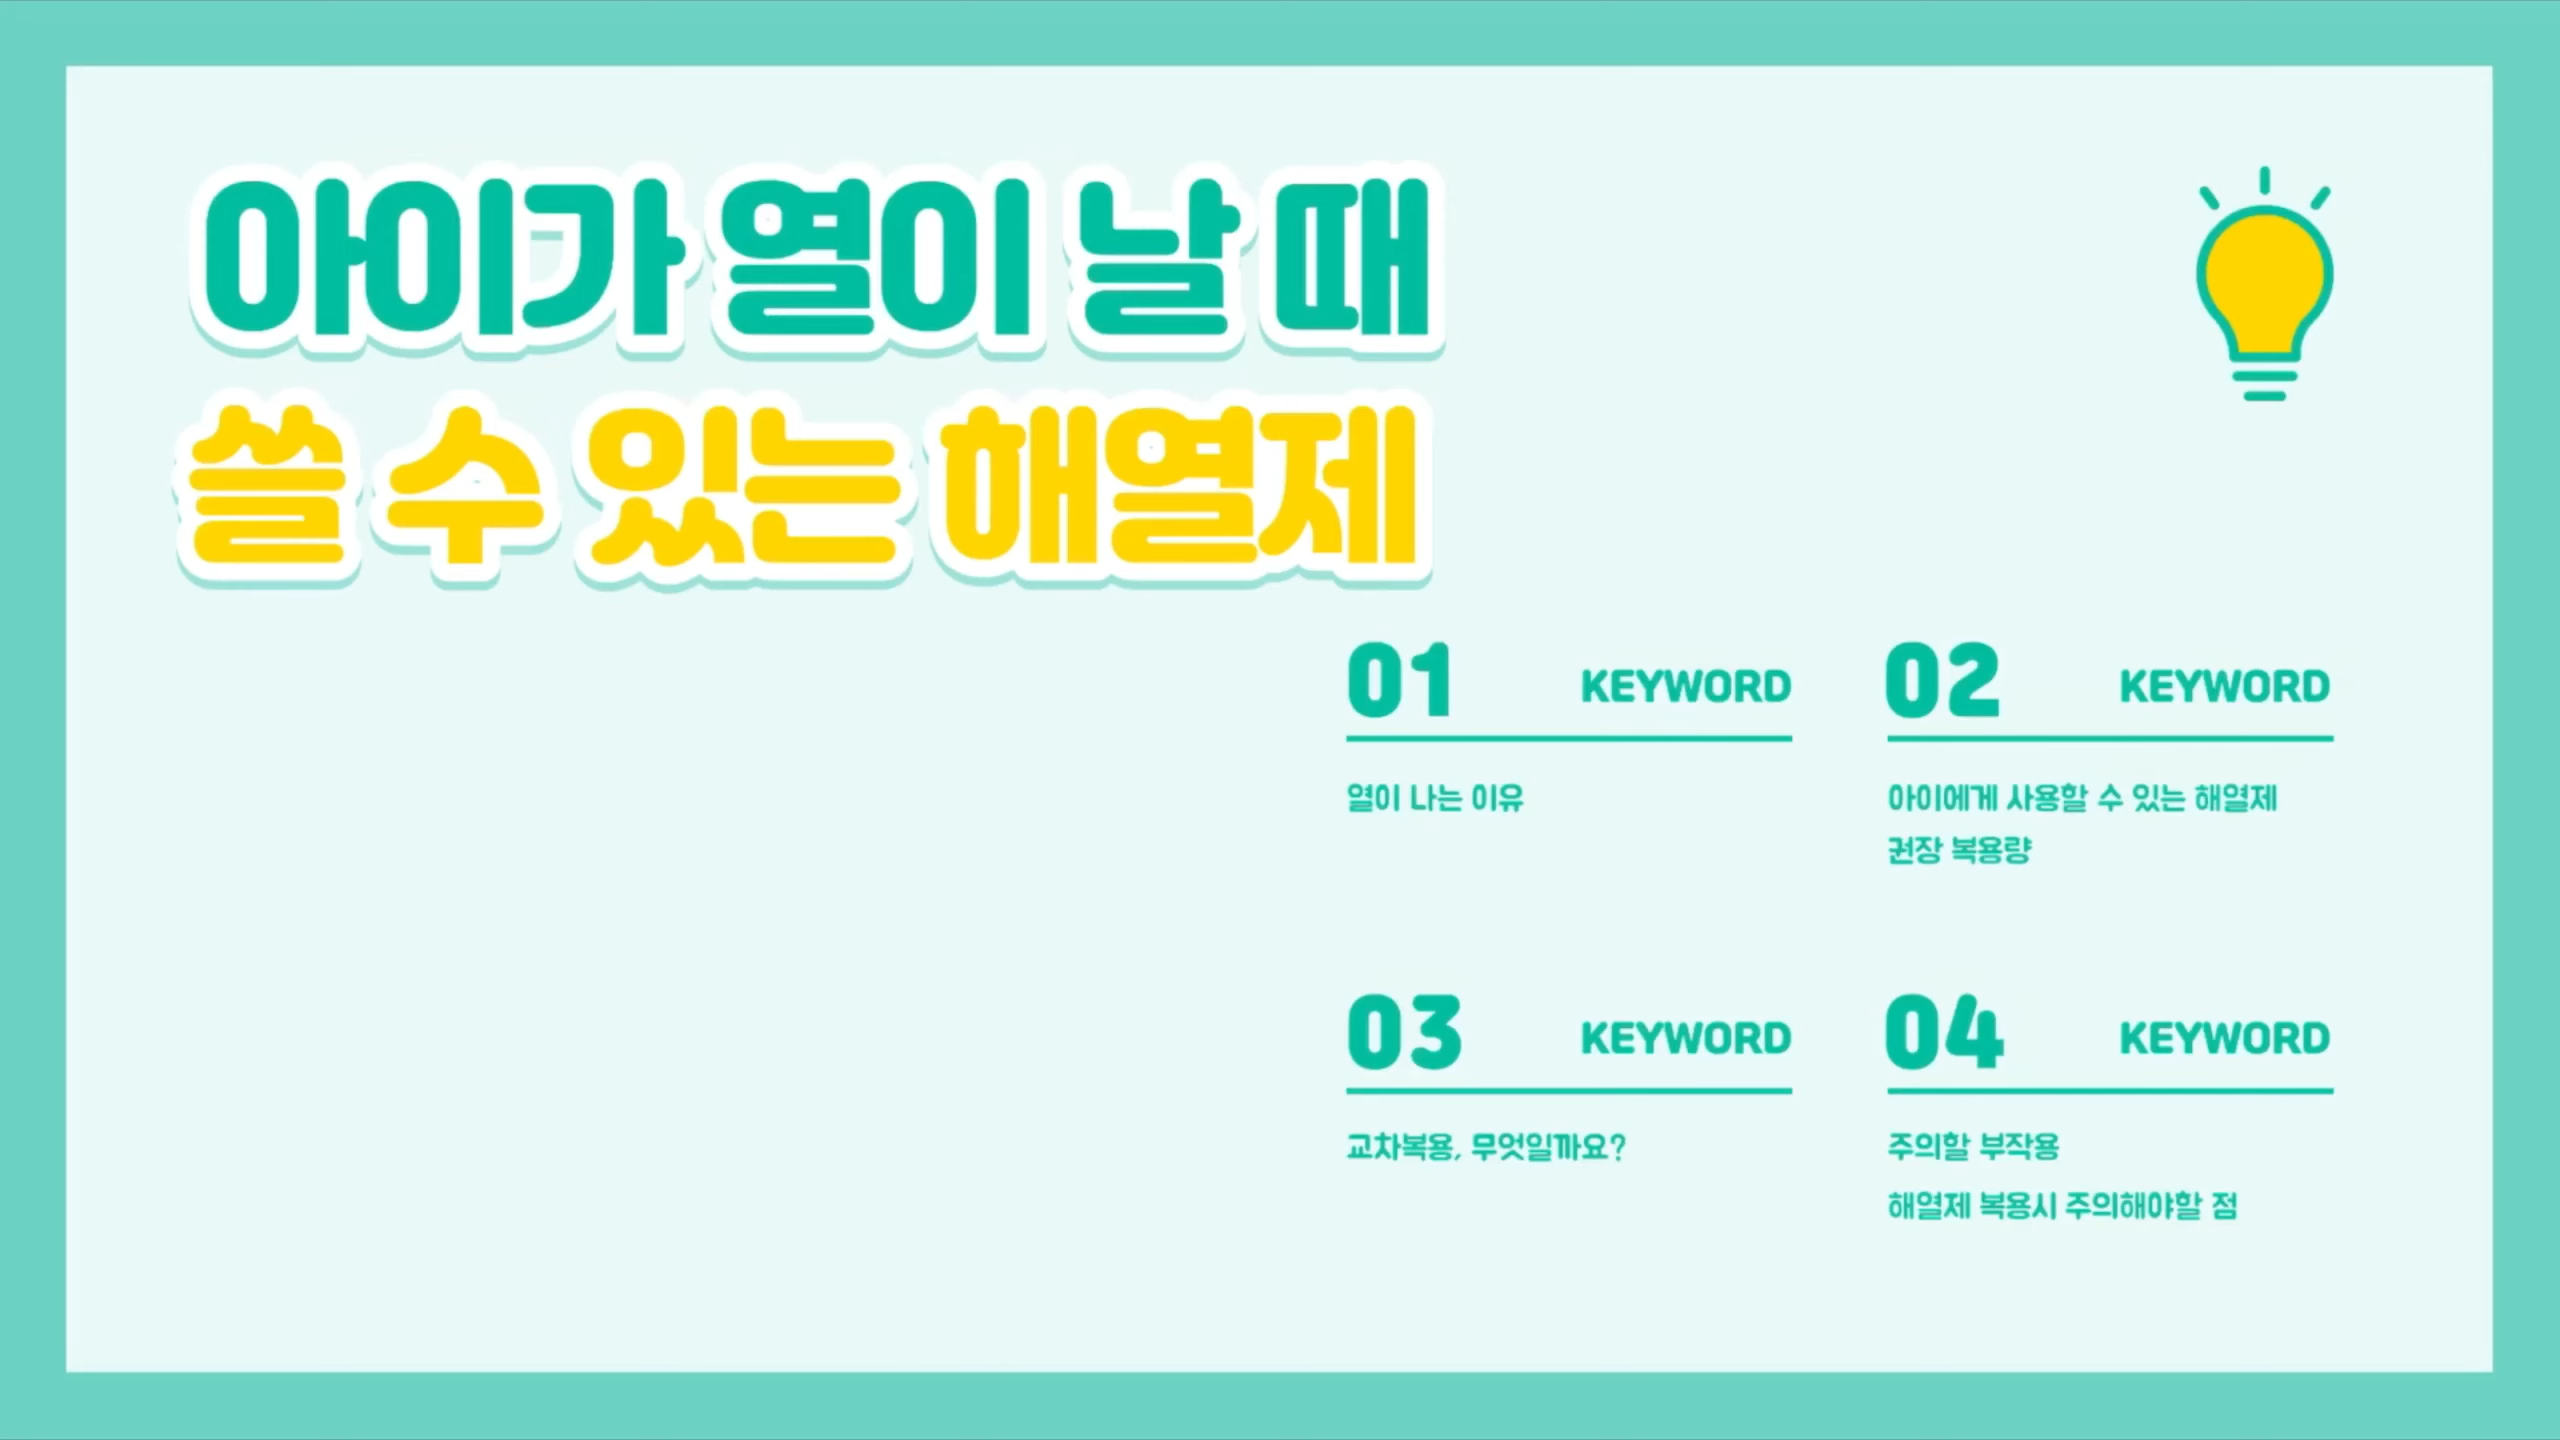 아이가 열이 날 때
쓸 수 있는 해열제
01 KEYWORD
열이 나는 이유
02 KEYWORD
아이에게 사용할 수 있는 해열제
권장 복용량
03 KEYWORD
교차복용, 무엇일까요?
04 KEYWORD
주의할 부작용
해열제 복용시 주의해야할 점